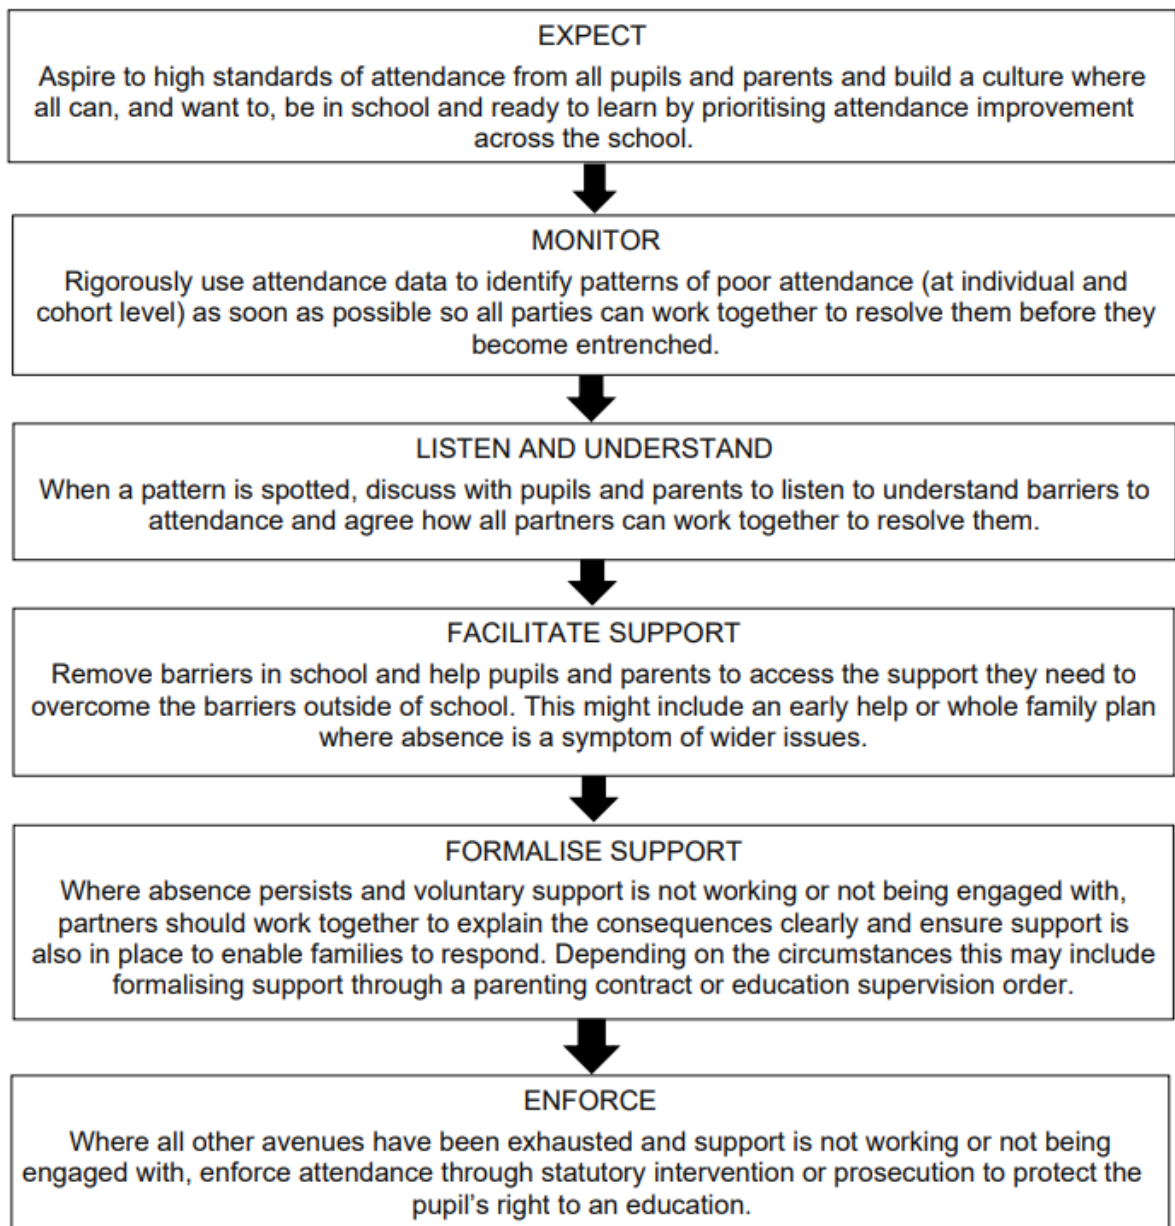 EXPECT
Aspire to high standards of attendance from all pupils and parents and build a culture where
all can, and want to, be in school and ready to learn by prioritising attendance improvement
across the school.
MONITOR
Rigorously use attendance data to identify patterns of poor attendance (at individual and
cohort level) as soon as possible so all parties can work together to resolve them before they
become entrenched.
LISTEN AND UNDERSTAND
When a pattern is spotted, discuss with pupils and parents to listen to understand barriers to
attendance and agree how all partners can work together to resolve them.
FACILITATE SUPPORT
Remove barriers in school and help pupils and parents to access the support they need to
overcome the barriers outside of school. This might include an early help or whole family plan
where absence is a symptom of wider issues.
FORMALISE SUPPORT
Where absence persists and voluntary support is not working or not being engaged with,
partners should work together to explain the consequences clearly and ensure support is
also in place to enable families to respond. Depending on the circumstances this may include
formalising support through a parenting contract or education supervision order.
ENFORCE
Where all other avenues have been exhausted and support is not working or not being
engaged with, enforce attendance through statutory intervention or prosecution to protect the
pupil's right to an education.